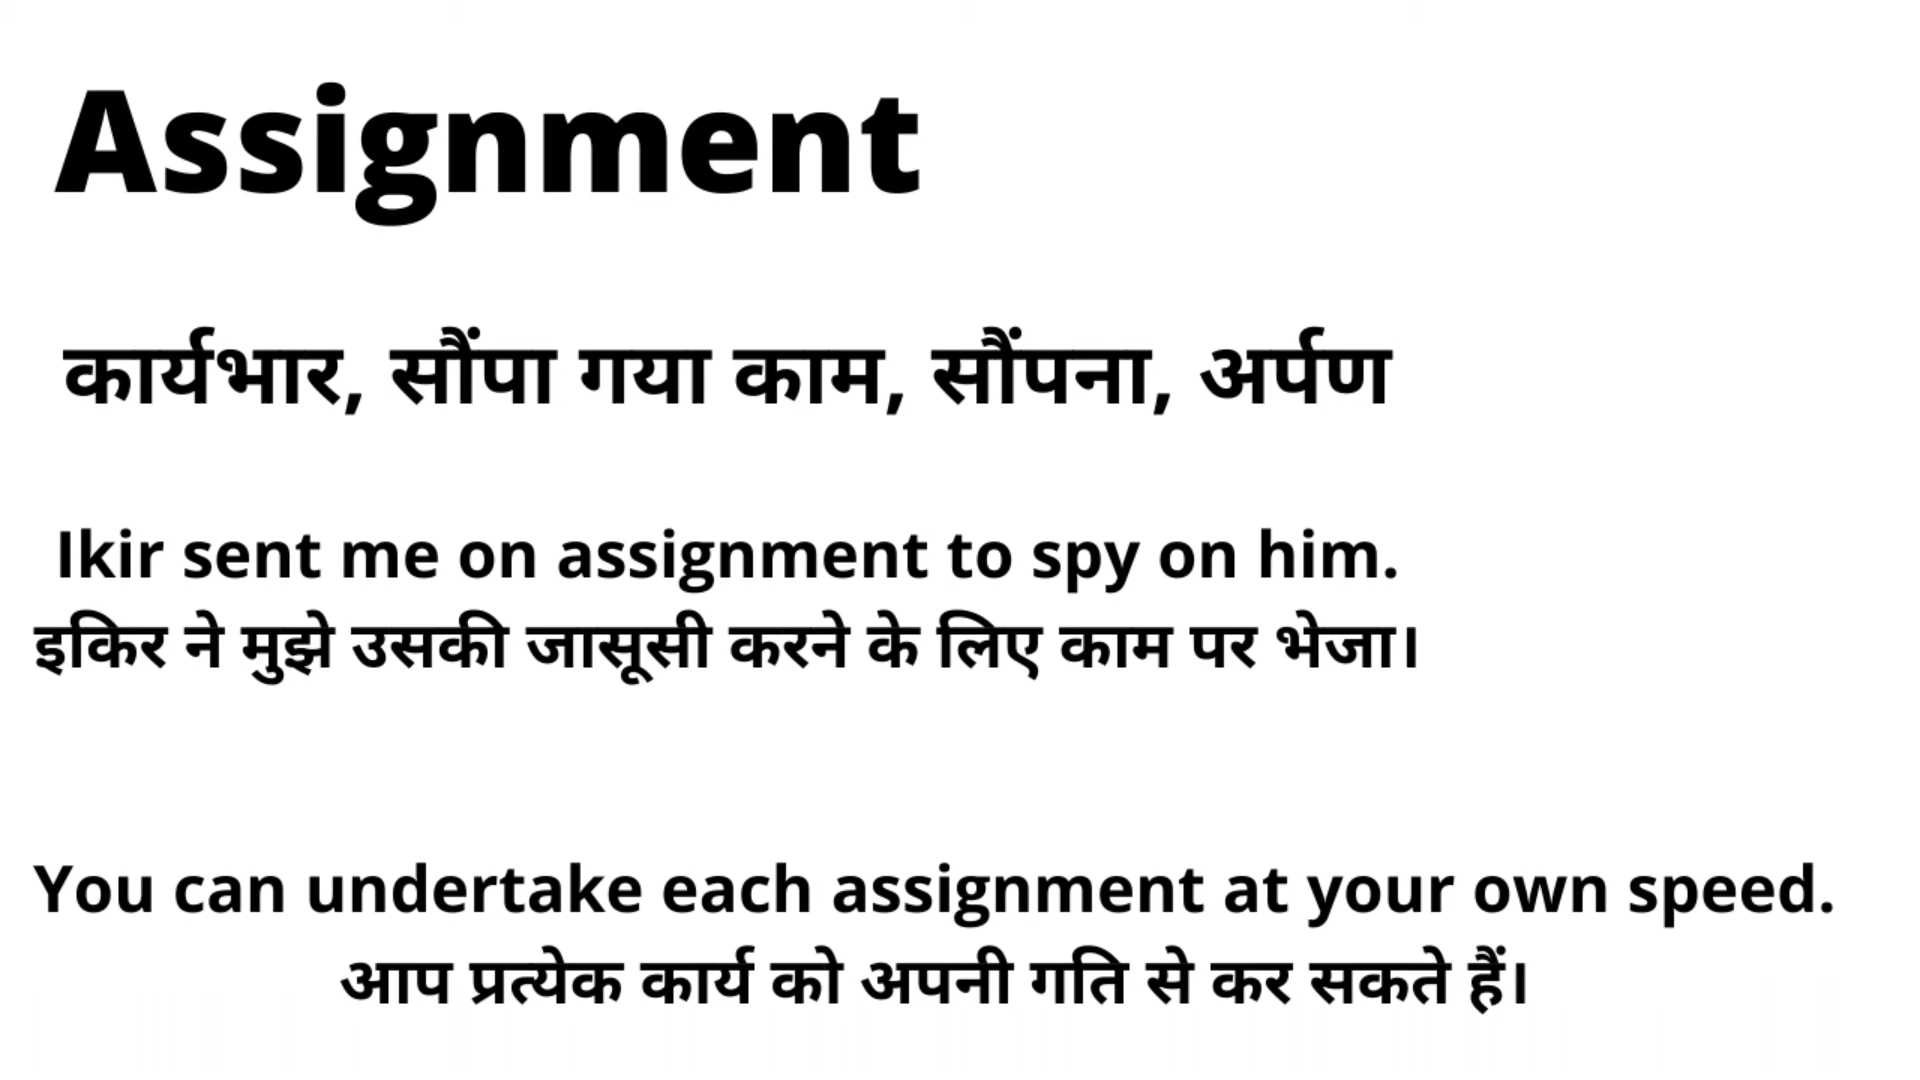 Assignment
कार्यभार, सौंपा गया काम, सौंपना, अर्पण
Ikir sent me on assignment to spy on him.
इकिर ने मुझे उसकी जासूसी करने के लिए काम पर भेजा।
You can undertake each assignment at your own speed.
आप प्रत्येक कार्य को अपनी गति से कर सकते हैं।